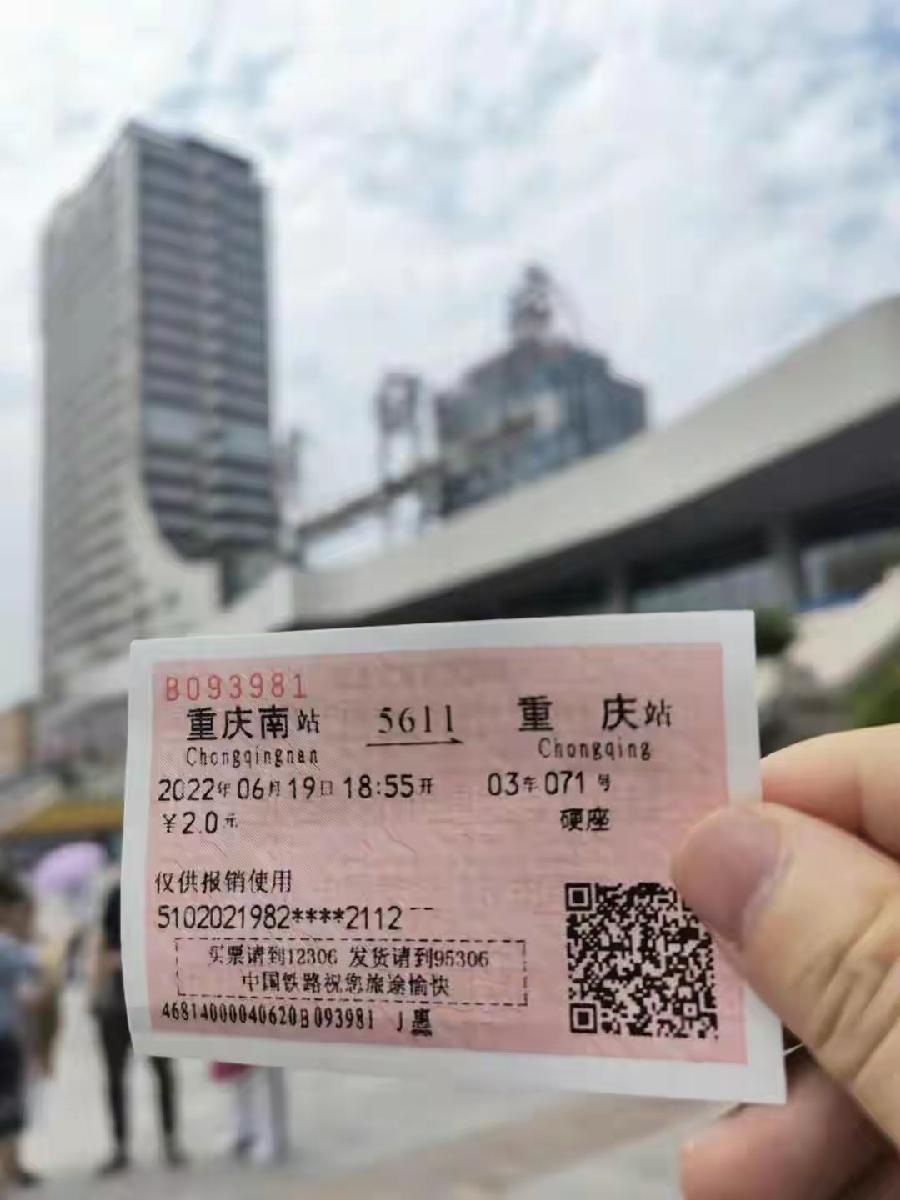 B093981
重庆南站 5611 重庆站
Chongqingnan Chongqing
2022年06月19日18:55开 03车071号
￥2.0元 硬座
仅供报销使用
5102021982****2112
买票请到12306 发货请到95306
中国铁路祝您旅途愉快
46814000040620B093981 J惠